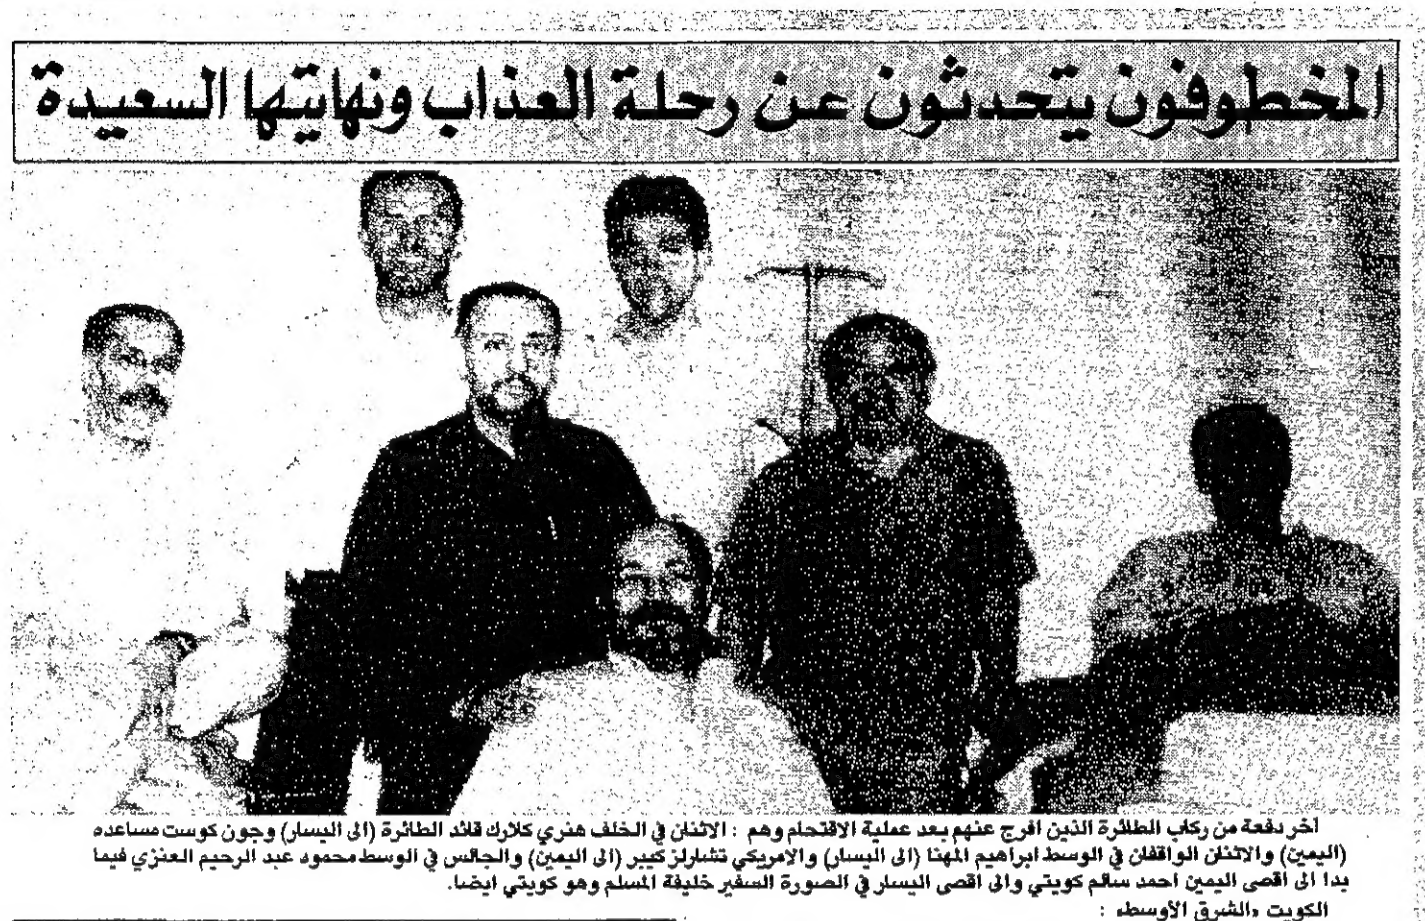 المخطوفون يتحدثون عن رحلة العذاب ونهايتها السعيدة
آخر دفعة من ركاب الطائرة الذين افرج عنهم بعد عملية الاقتحام وهم : الاثنان في الخلف هنري كلارك قائد الطائرة (الى اليسار) وجون كوست مساعده
(اليمين) والاثنان الواقفان في الوسط ابراهيم المهنا (الى اليسار) والامريكي تشارلز كيبر (الى اليمين) والجالس في الوسط محمود عبد الرحيم العنزي فيما
بدا الى اقصى اليمين احمد سالم كويتي والى اقصى اليسار في الصورة السفير خليفة المسلم وهو كويتي ايضا.
الكويت «الشرق الأوسط» :